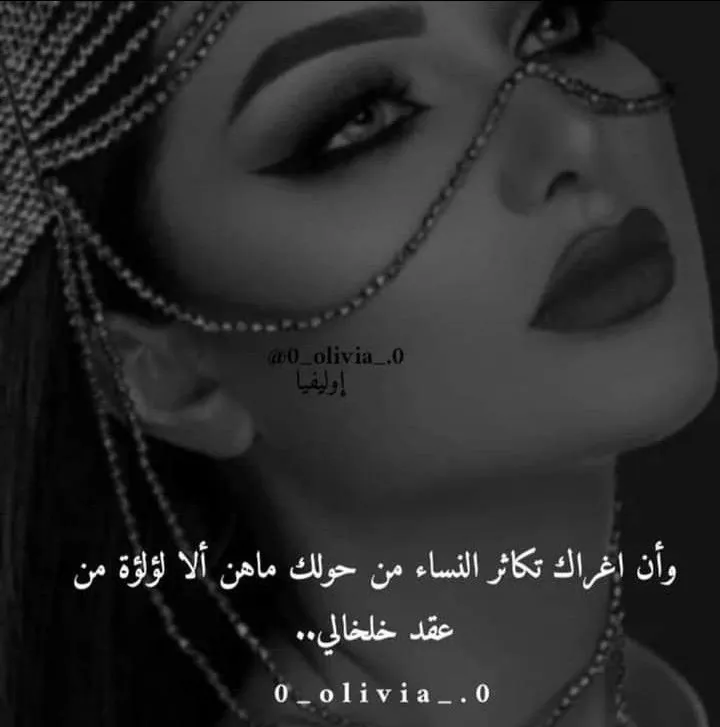 @0_olivia_.0
إوليفيا
وأن اغراك تكاثر النساء من حولك ماهن ألا لؤلؤة من
عقد خلخالي..
0_olivia_.0